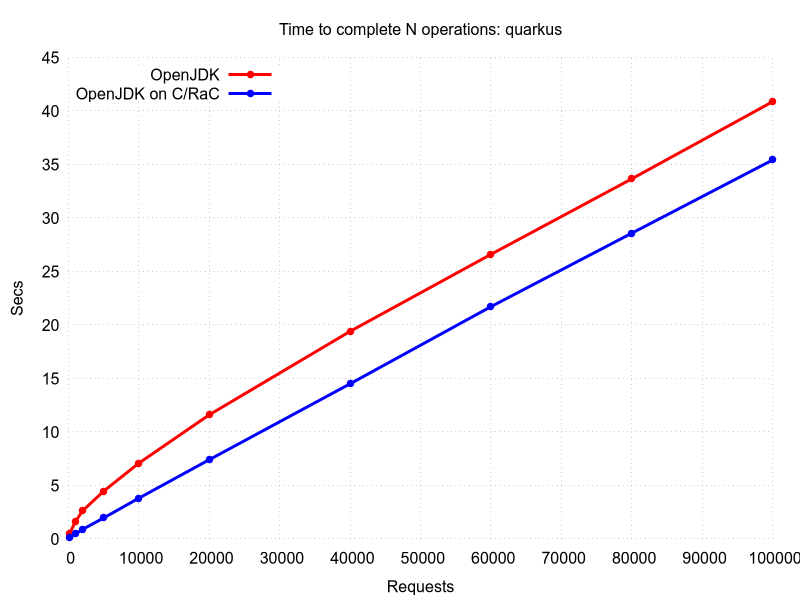 Time to complete N operations: quarkus
45
40
35
30
25
20
15
10
5
0
Secs
OpenJDK
OpenJDK on C/RaC
0 10000 20000 30000 40000 50000 60000 70000 80000 90000 100000
Requests